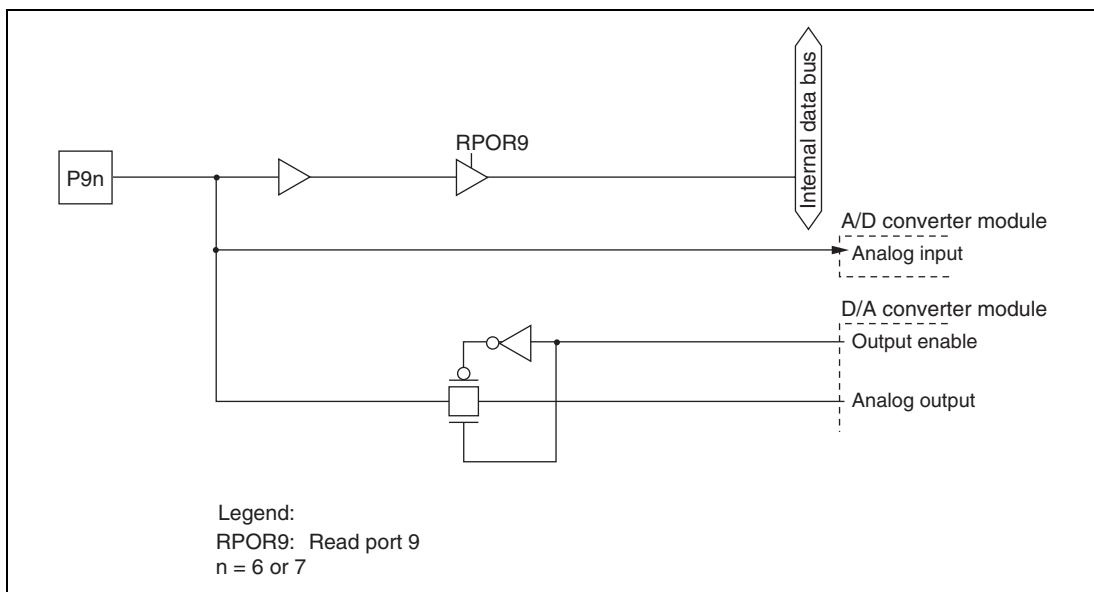 RPOR9
P9n
Internal data bus
A/D converter module
Analog input
D/A converter module
Output enable
Analog output
Legend:
RPOR9: Read port 9
n = 6 or 7